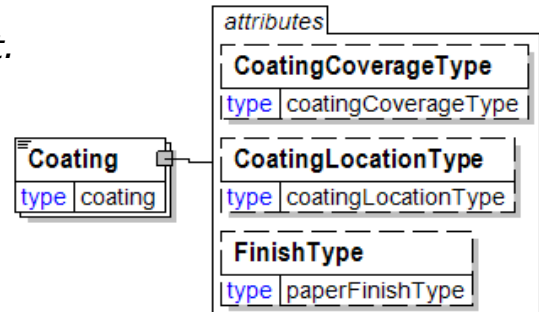 t.
attributes
CoatingCoverageType
type coatingCoverageType
Coating
type coating
CoatingLocationType
type coatingLocationType
FinishType
type paperFinishType